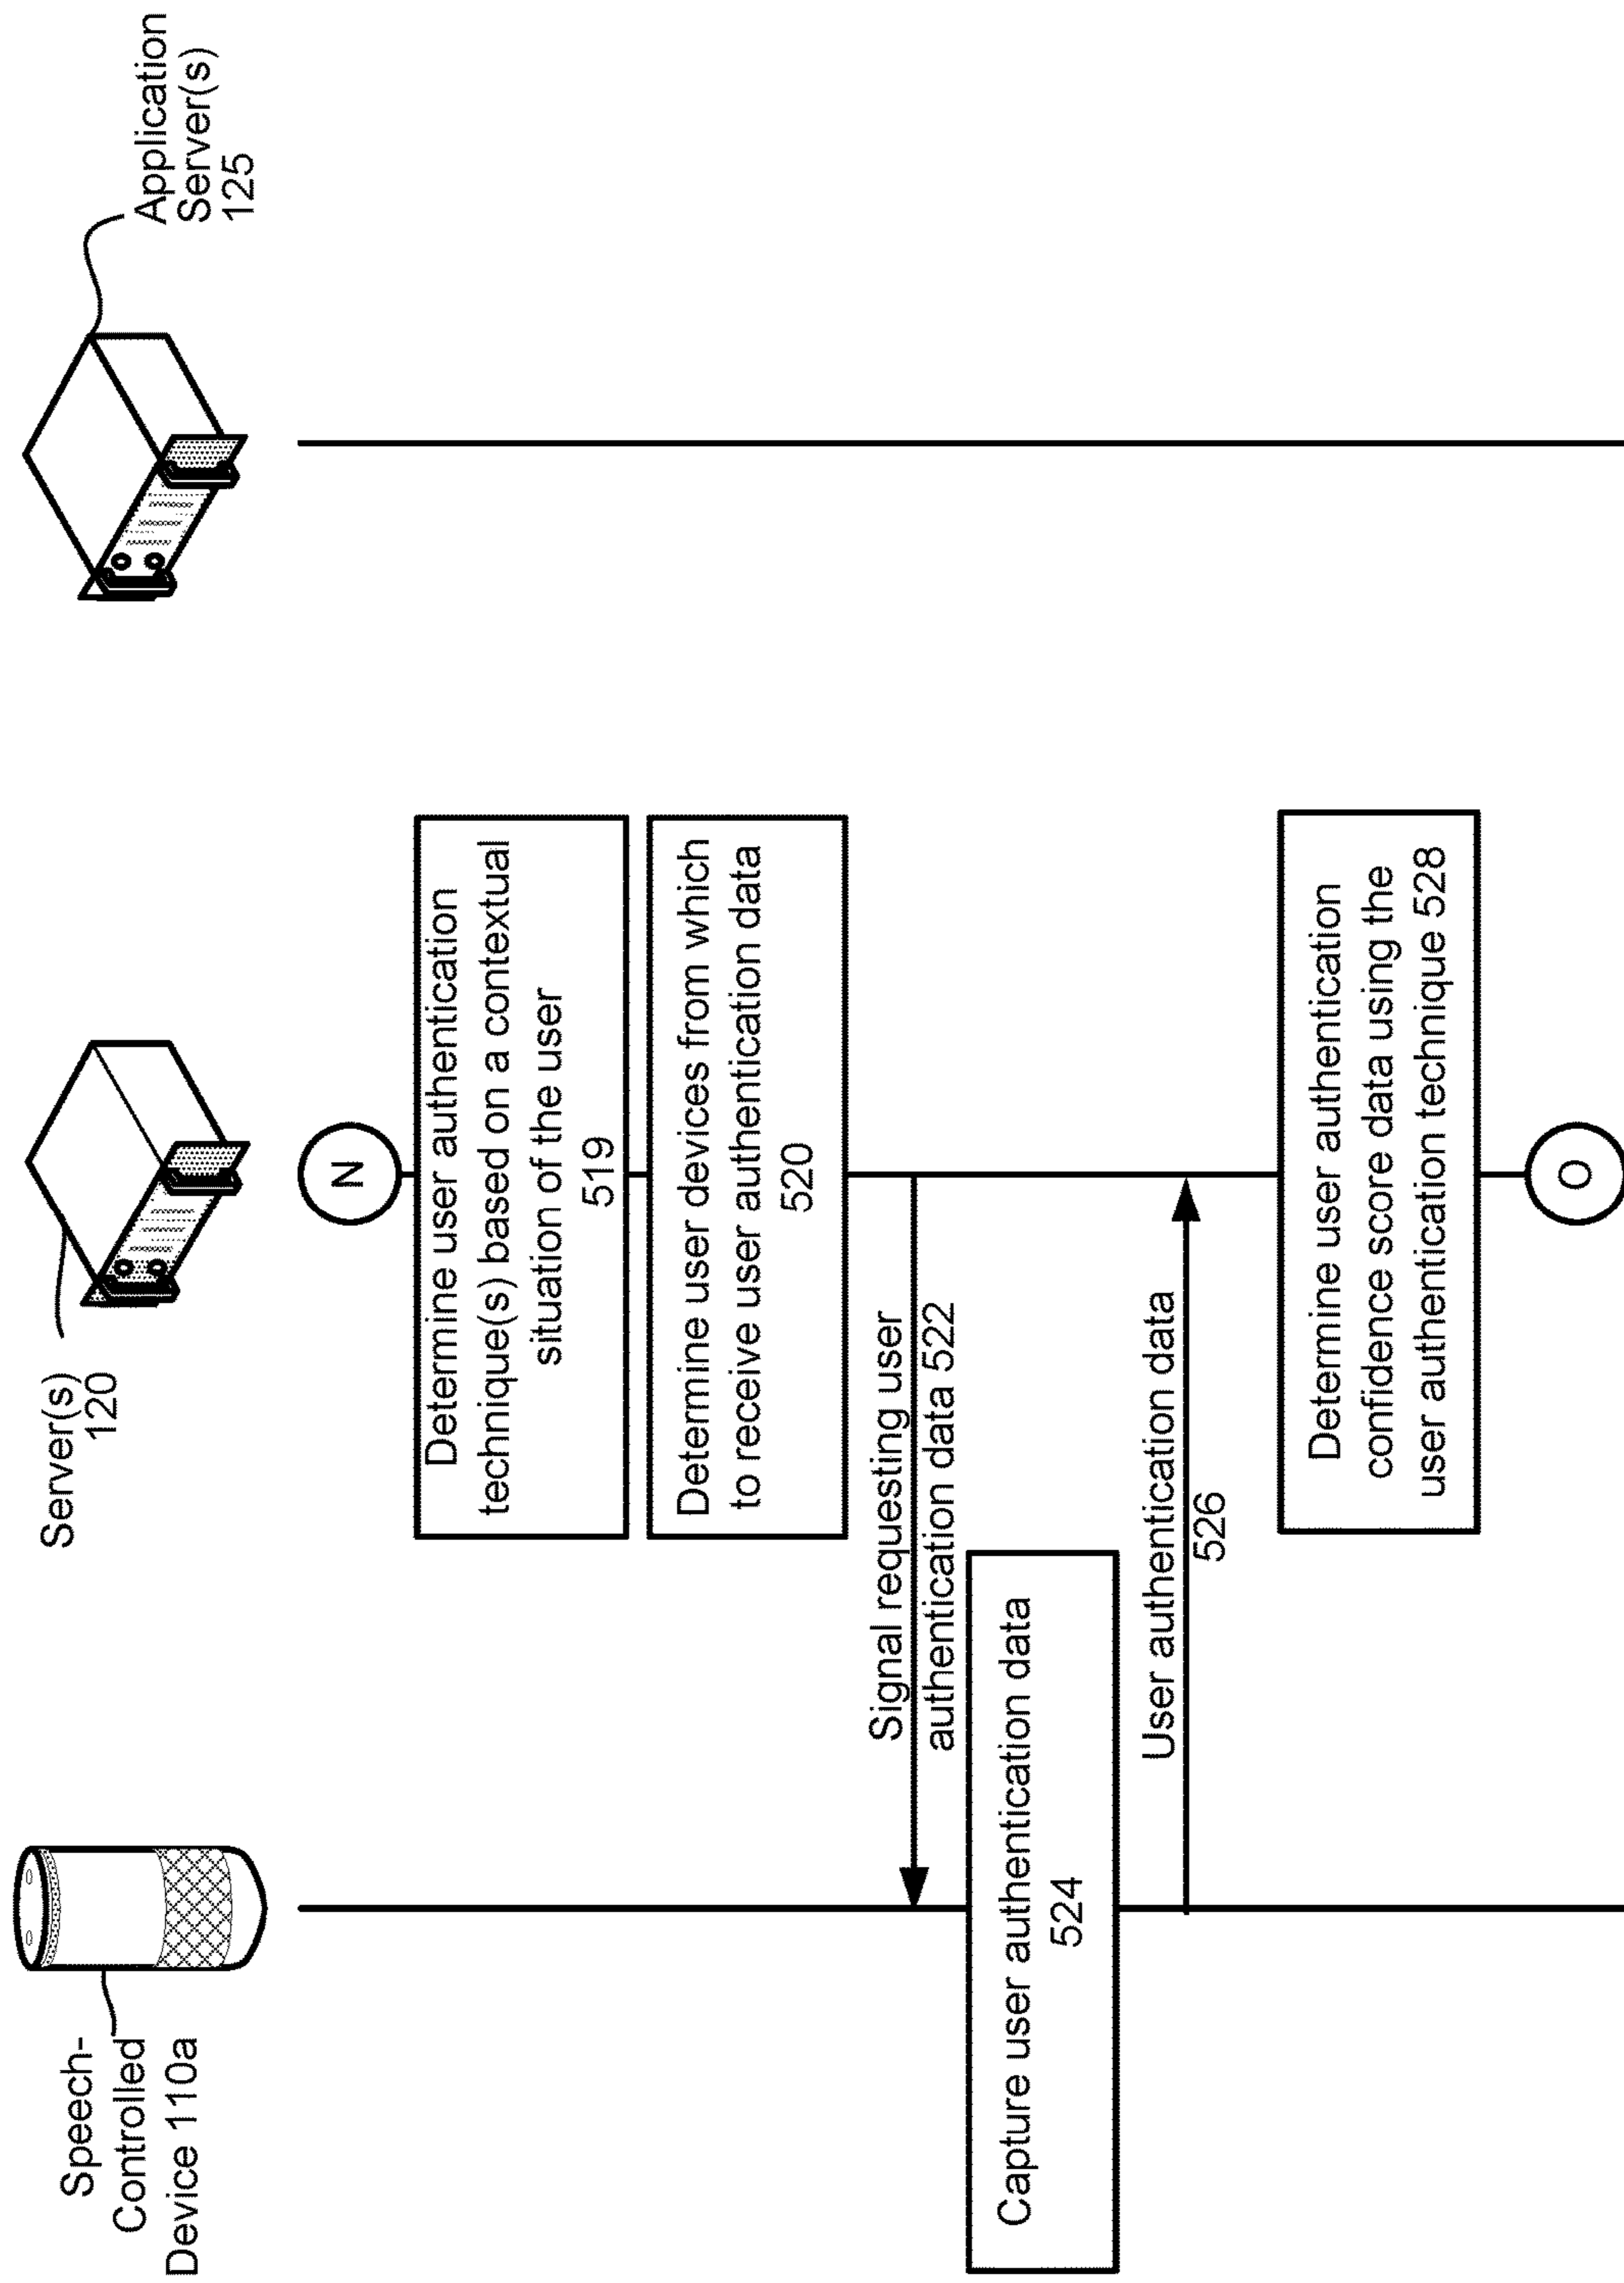 Speech-
Controlled
Device 110a
Server(s)
120
Application
Server(s)
125
N
Determine user authentication
technique(s) based on a contextual
situation of the user
519
Determine user devices from which
to receive user authentication data
520
Signal requesting user
authentication data 522
Capture user authentication data
524
User authentication data
526
Determine user authentication
confidence score data using the
user authentication technique 528
O